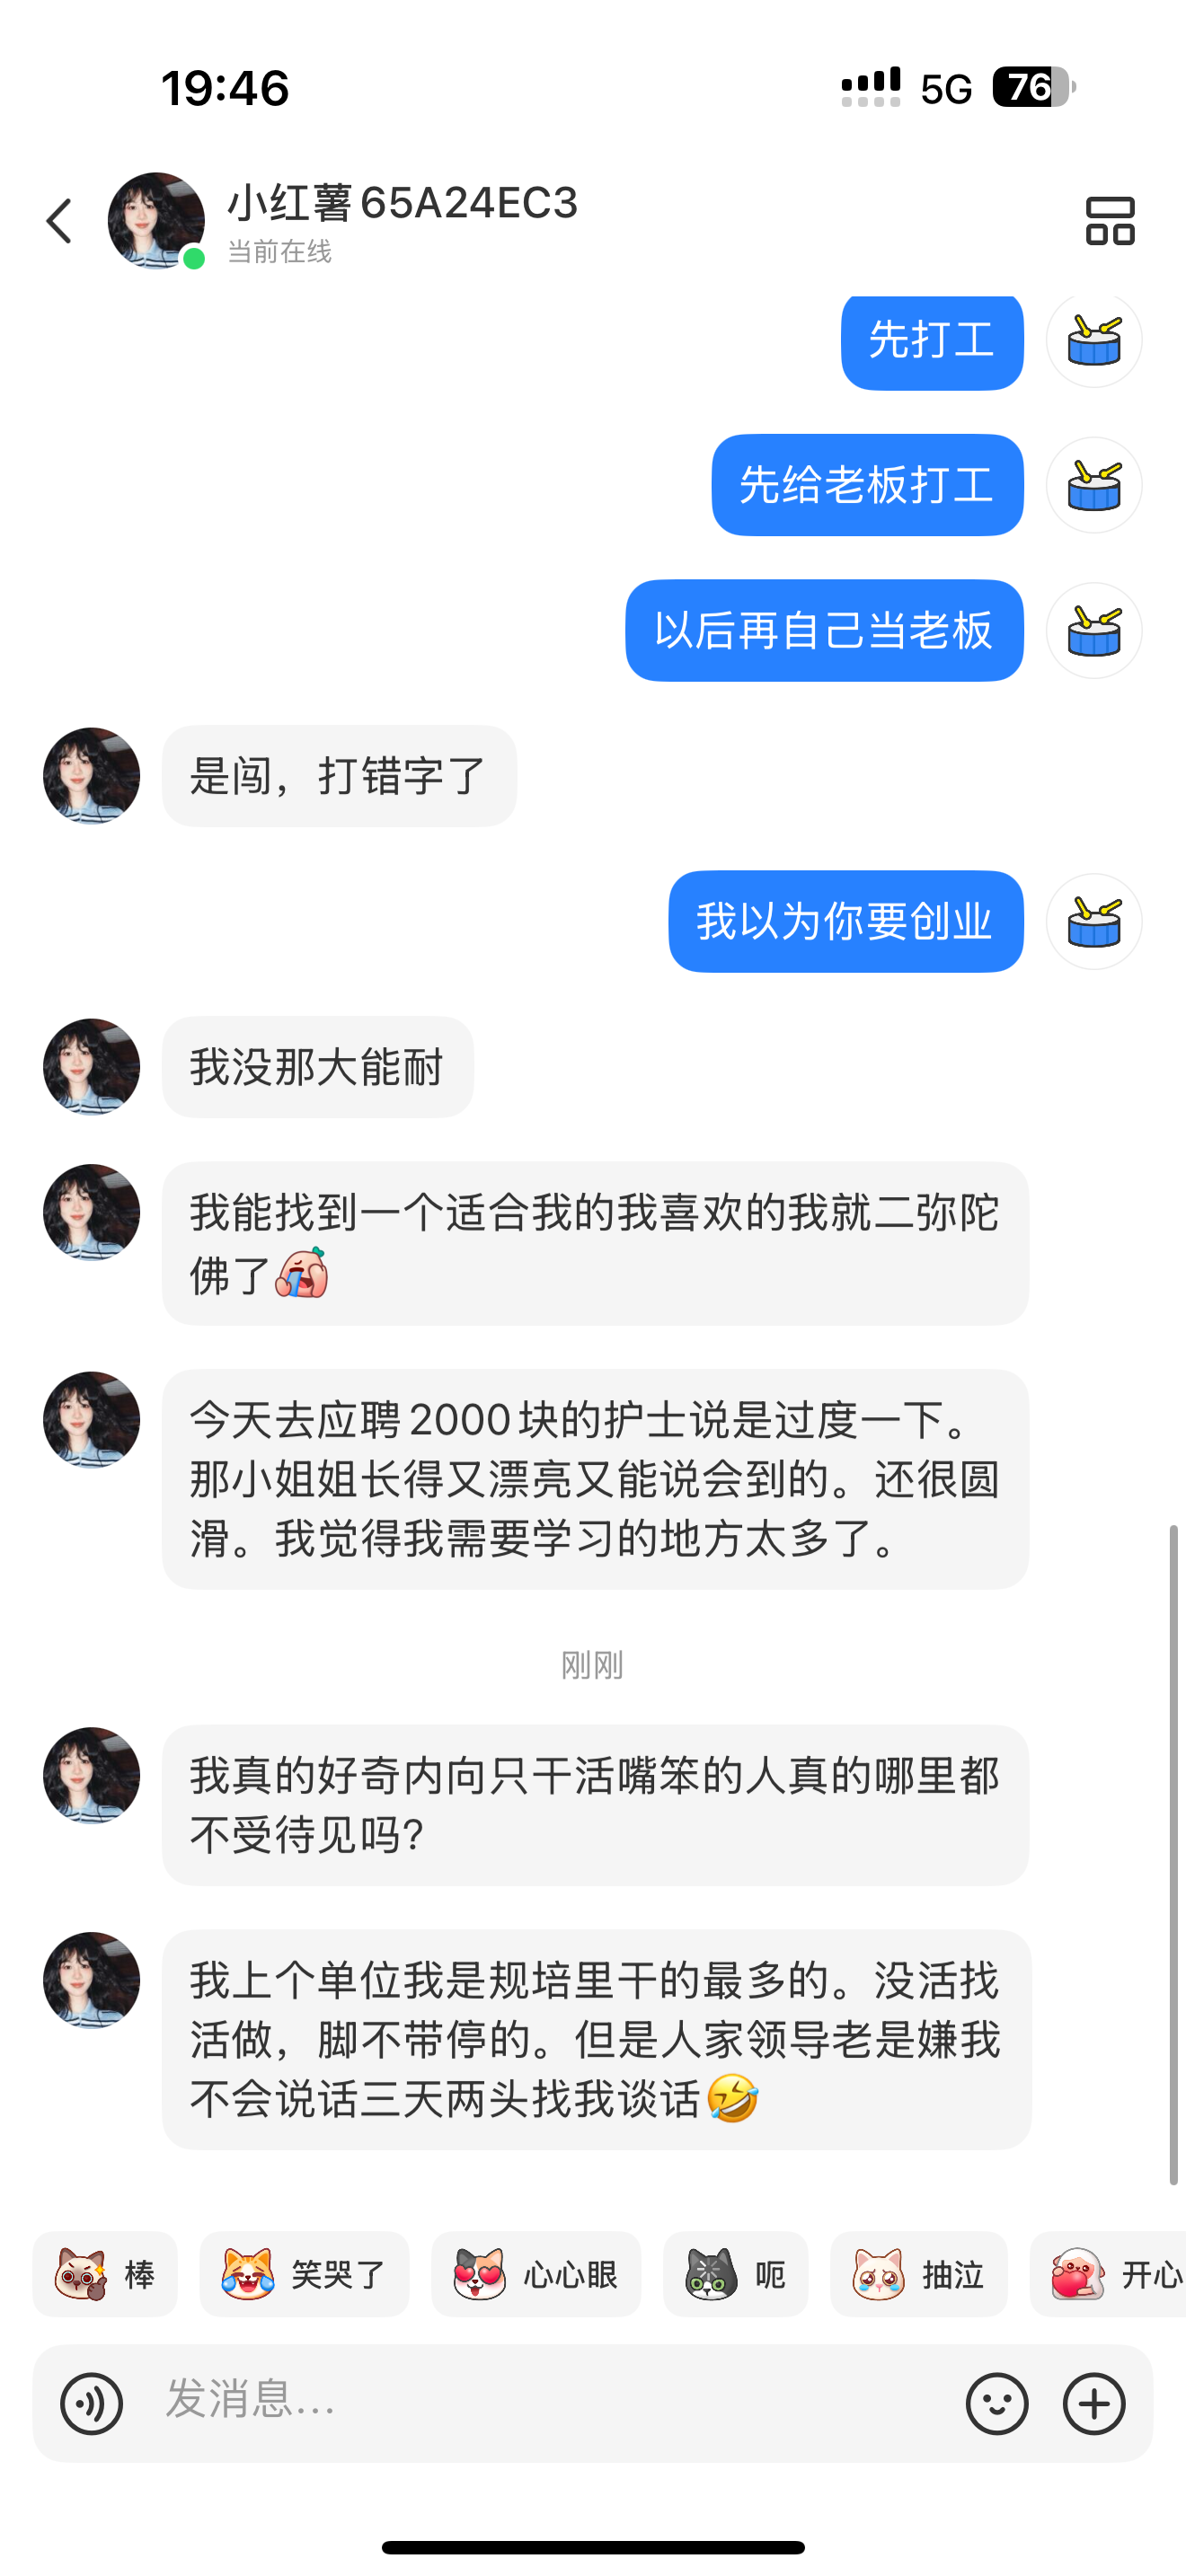 19:46
5G
76
小红薯65A24EC3
当前在线
先打工
先给老板打工
以后再自己当老板
是闯，打错字了
我以为你要创业
我没那大能耐
我能找到一个适合我的我喜欢的我就二弥陀
佛了
今天去应聘2000块的护士说是过度一下。
那小姐姐长得又漂亮又能说会到的。还很圆
滑。我觉得我需要学习的地方太多了。
刚刚
我真的好奇内向只干活嘴笨的人真的哪里都
不受待见吗?
我上个单位我是规培里干的最多的。没活找
活做，脚不带停的。但是人家领导老是嫌我
不会说话三天两头找我谈话🤣
棒
笑哭了
心心眼
呃
抽泣
开心
发消息...